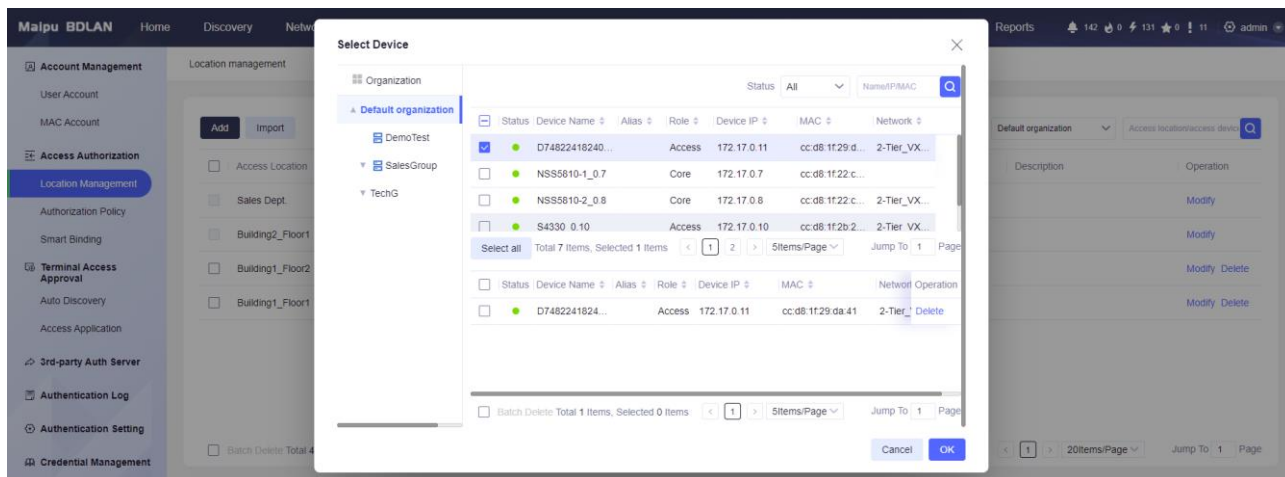 Maipu BDLAN Home Discovery Netwo Reports 142 0 131 0 11 admin
Account Management
User Account
MAC Account
Access Authorization
Location Management
Authorization Policy
Smart Binding
Terminal Access Approval
Auto Discovery
Access Application
3rd-party Auth Server
Authentication Log
Authentication Setting
Credential Management
Location management
Add Import
Access Location
Sales Dept.
Building2_Floor1
Building1_Floor2
Building1_Floor1
Batch Delete Total 4
Select Device
Organization
Default organization
DemoTest
SalesGroup
TechG
Status All Name/IP/MAC
Status Device Name Alias Role Device IP MAC Network
D74822418240... Access 172.17.0.11 cc:d8:1f:29:d... 2-Tier_VX...
NSS5810-1_0.7 Core 172.17.0.7 cc:d8:1f:22:c...
NSS5810-2_0.8 Core 172.17.0.8 cc:d8:1f:22:c... 2-Tier_VX...
S4330_0.10 Access 172.17.0.10 cc:d8:1f:2b:2... 2-Tier_VX...
Select all Total 7 Items, Selected 1 Items < 1 2 > 5Items/Page Jump To 1 Page
Status Device Name Alias Role Device IP MAC Networ Operation
D7482241824... Access 172.17.0.11 cc:d8:1f:29:da:41 2-Tier_ Delete
Batch Delete Total 1 Items, Selected 0 Items < 1 > 5Items/Page Jump To 1 Page
Cancel OK
Default organization Access location/access devic
Description Operation
Modify
Modify
Modify Delete
Modify Delete
< 1 > 20Items/Page Jump To 1 Page